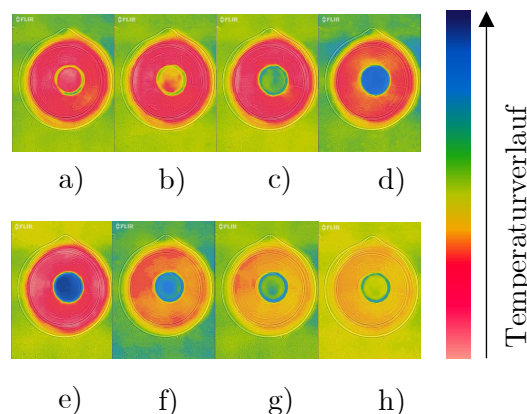 ◇FLIR ◇FLIR ◇FLIR ◇FLIR
a) b) c) d)
◇FLIR ◇FLIR ◇FLIR ◇FLIR
e) f) g) h)
Temperaturverlauf